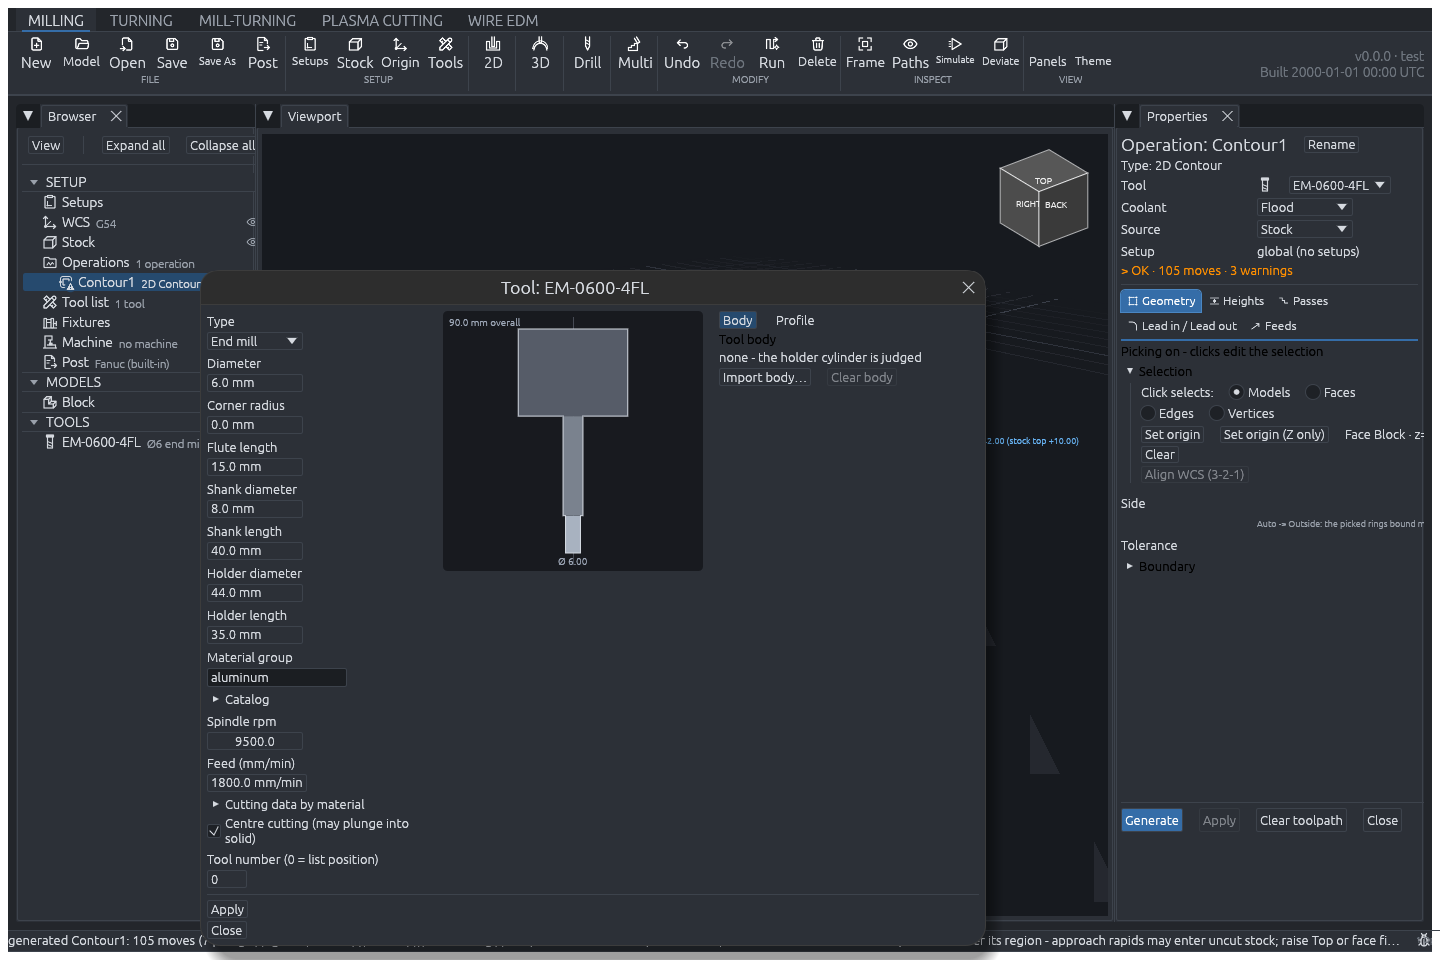 MILLING TURNING MILL-TURNING PLASMA CUTTING WIRE EDM
New Model Open Save Save As Post Setups Stock Origin Tools 2D 3D Drill Multi Undo Redo Run Delete Frame Paths Simulate Deviate Panels Theme
FILE SETUP MODIFY INSPECT VIEW
v0.0.0 · test
Built 2000-01-01 00:00 UTC
Browser
View Expand all Collapse all
SETUP
Setups
WCS G54
Stock
Operations 1 operation
Contour1 2D Contour
Tool list 1 tool
Fixtures
Machine no machine
Post Fanuc (built-in)
MODELS
Block
TOOLS
EM-0600-4FL Ø6 end mi
Viewport
TOP
RIGHT BACK
2.00 (stock top +10.00)
Tool: EM-0600-4FL
Type
End mill
Diameter
6.0 mm
Corner radius
0.0 mm
Flute length
15.0 mm
Shank diameter
8.0 mm
Shank length
40.0 mm
Holder diameter
44.0 mm
Holder length
35.0 mm
Material group
aluminum
Catalog
Spindle rpm
9500.0
Feed (mm/min)
1800.0 mm/min
Cutting data by material
Centre cutting (may plunge into
solid)
Tool number (0 = list position)
0
Apply
Close
90.0 mm overall
Ø 6.00
Body Profile
Tool body
none - the holder cylinder is judged
Import body... Clear body
Properties
Operation: Contour1 Rename
Type: 2D Contour
Tool EM-0600-4FL
Coolant Flood
Source Stock
Setup global (no setups)
> OK · 105 moves · 3 warnings
Geometry Heights Passes
Lead in / Lead out Feeds
Picking on - clicks edit the selection
Selection
Click selects: Models Faces
Edges Vertices
Set origin Set origin (Z only) Face Block · z=
Clear
Align WCS (3-2-1)
Side
Auto -> Outside: the picked rings bound m
Tolerance
Boundary
Generate Apply Clear toolpath Close
generated Contour1: 105 moves (
er its region - approach rapids may enter uncut stock; raise Top or face fi...